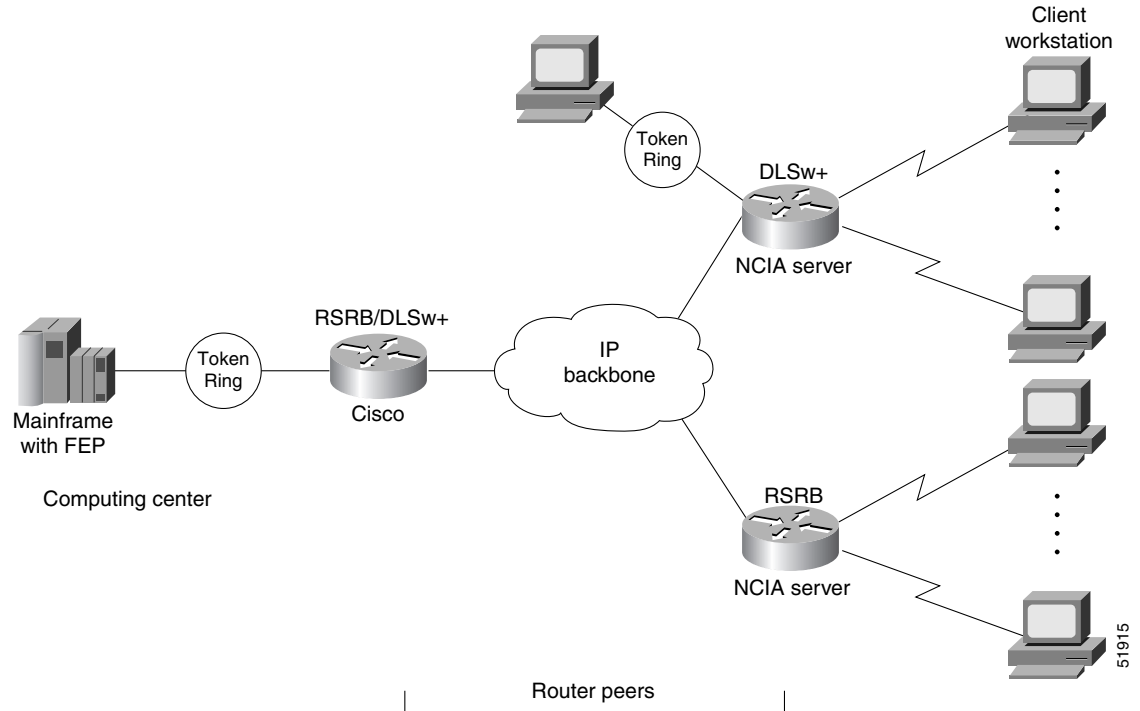 Client
workstation
Token
Ring
DLSw+
NCIA server
RSRB/DLSw+
Token
Ring
IP
backbone
Cisco
Mainframe
with FEP
Computing center
RSRB
NCIA server
51915
Router peers